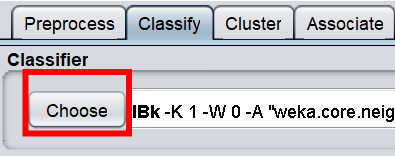 Preprocess Classify Cluster Associate
Classifier
Choose IBk -K 1 -W 0 -A "weka.core.neig